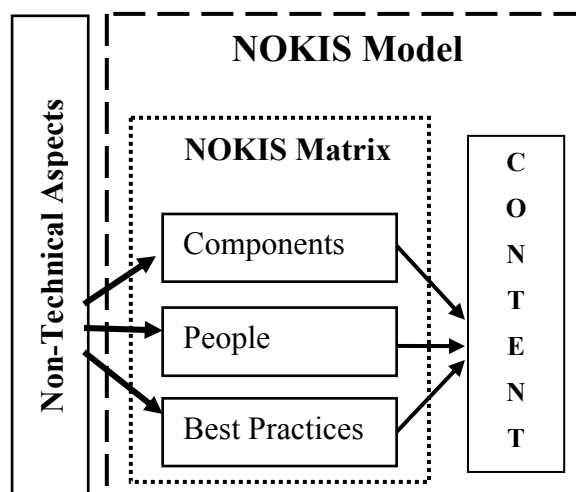 NOKIS Model
Non-Technical Aspects
NOKIS Matrix
Components
People
Best Practices
C
O
N
T
E
N
T